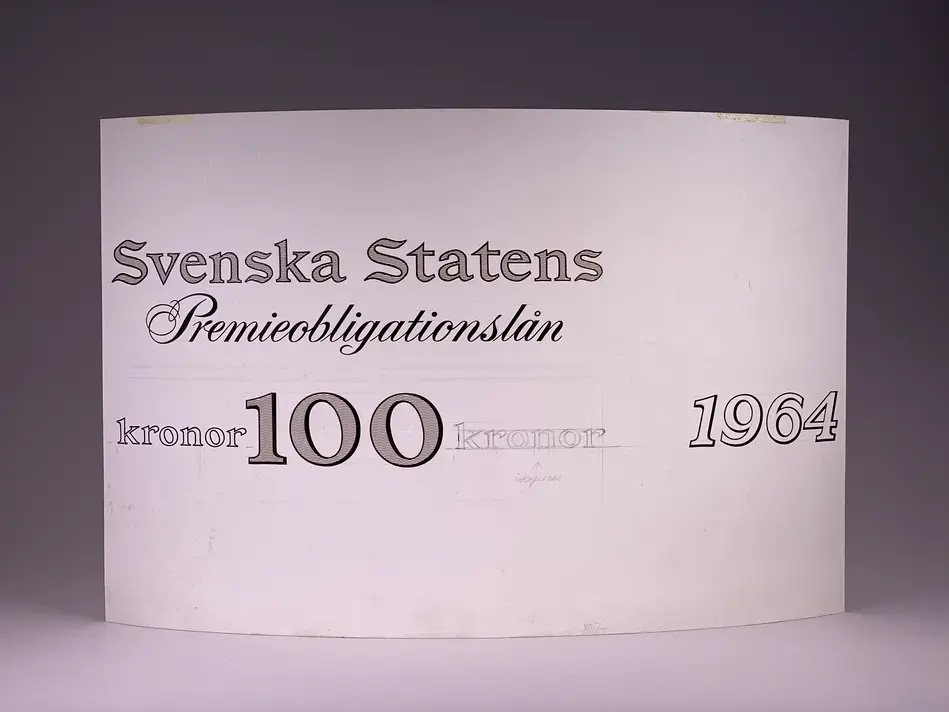 Svenska Statens
Premieobligationslån
kronor 100 kronor 1964